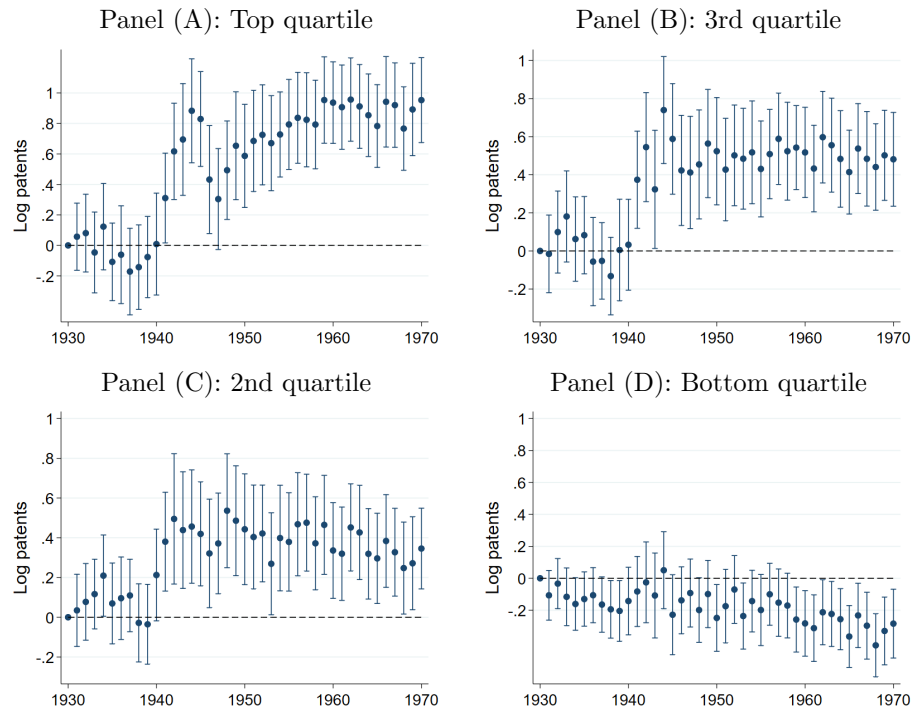 Panel (A): Top quartile
Log patents
1
.8
.6
.4
.2
0
-.2
1930 1940 1950 1960 1970
Panel (B): 3rd quartile
Log patents
1
.8
.6
.4
.2
0
-.2
1930 1940 1950 1960 1970
Panel (C): 2nd quartile
Log patents
1
.8
.6
.4
.2
0
-.2
1930 1940 1950 1960 1970
Panel (D): Bottom quartile
Log patents
1
.8
.6
.4
.2
0
-.2
1930 1940 1950 1960 1970